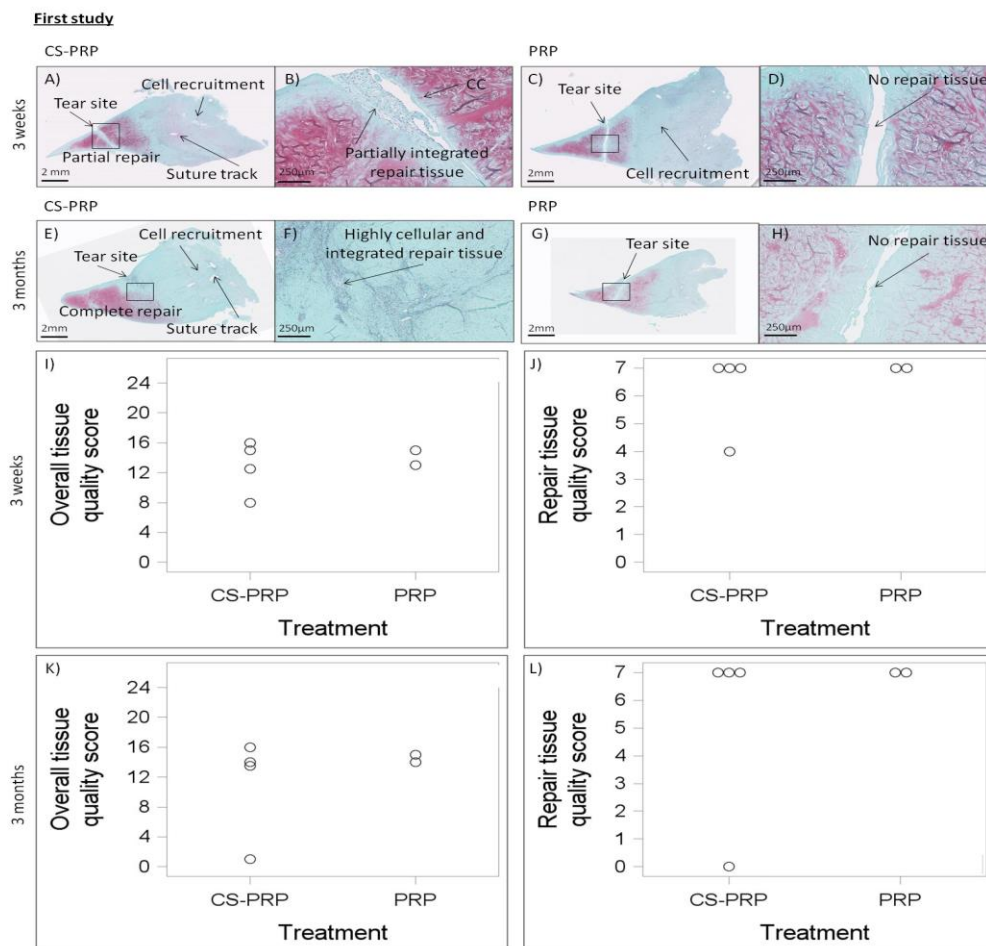 First study
CS-PRP
PRP
3 weeks
A)
Cell recruitment
Tear site
Partial repair
Suture track
2 mm
B)
CC
Partially integrated
repair tissue
250µm
C)
Tear site
Cell recruitment
2 mm
D)
No repair tissue
250µm
CS-PRP
PRP
3 months
E)
Cell recruitment
Tear site
Complete repair
Suture track
2mm
F)
Highly cellular and
integrated repair tissue
250µm
G)
Tear site
2mm
H)
No repair tissue
250µm
3 weeks
I)
Overall tissue
quality score
24
20
16
12
8
4
0
CS-PRP
PRP
Treatment
J)
Repair tissue
quality score
7
6
5
4
3
2
1
0
CS-PRP
PRP
Treatment
3 months
K)
Overall tissue
quality score
24
20
16
12
8
4
0
CS-PRP
PRP
Treatment
L)
Repair tissue
quality score
7
6
5
4
3
2
1
0
CS-PRP
PRP
Treatment